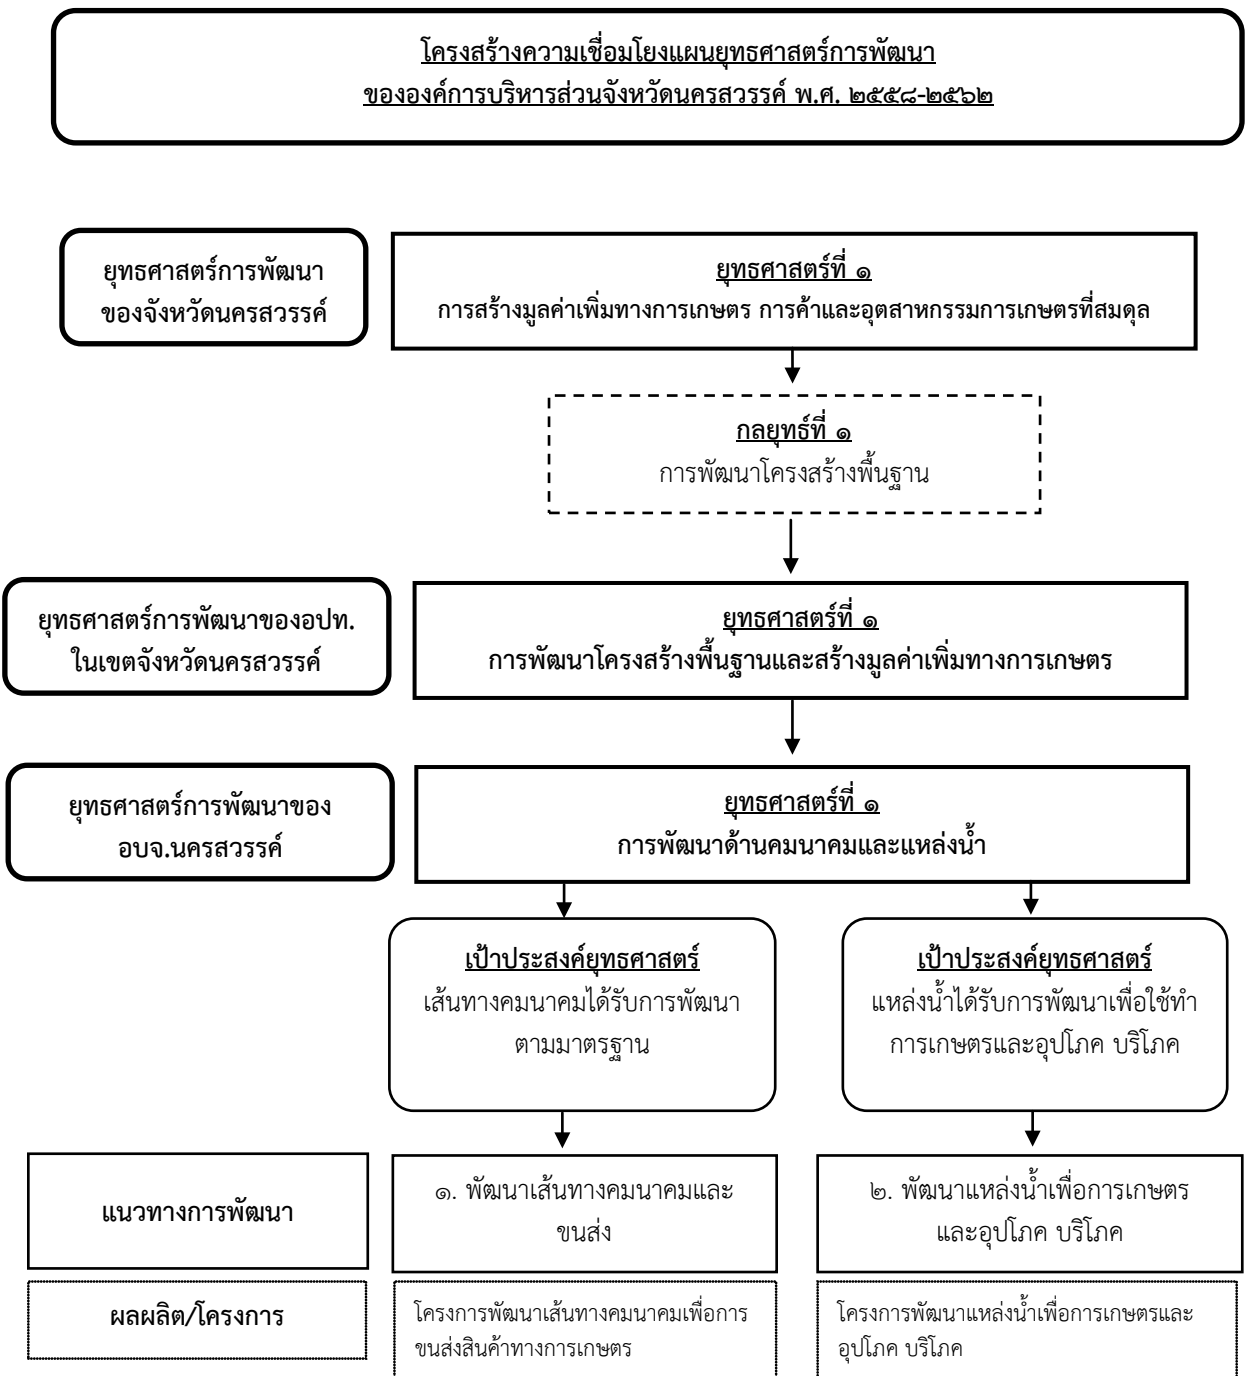 โครงสร้างความเชื่อมโยงแผนยุทธศาสตร์การพัฒนา
ขององค์การบริหารส่วนจังหวัดนครสวรรค์ พ.ศ. ๒๕๕๘-๒๕๖๒
ยุทธศาสตร์การพัฒนา
ของจังหวัดนครสวรรค์
ยุทธศาสตร์ที่ ๑
การสร้างมูลค่าเพิ่มทางการเกษตร การค้าและอุตสาหกรรมการเกษตรที่สมดุล
กลยุทธ์ที่ ๑
การพัฒนาโครงสร้างพื้นฐาน
ยุทธศาสตร์การพัฒนาของอปท.
ในเขตจังหวัดนครสวรรค์
ยุทธศาสตร์ที่ ๑
การพัฒนาโครงสร้างพื้นฐานและสร้างมูลค่าเพิ่มทางการเกษตร
ยุทธศาสตร์การพัฒนาของ
อบจ.นครสวรรค์
ยุทธศาสตร์ที่ ๑
การพัฒนาด้านคมนาคมและแหล่งน้ำ
เป้าประสงค์ยุทธศาสตร์
เส้นทางคมนาคมได้รับการพัฒนา
ตามมาตรฐาน
เป้าประสงค์ยุทธศาสตร์
แหล่งน้ำได้รับการพัฒนาเพื่อใช้ทำ
การเกษตรและอุปโภค บริโภค
แนวทางการพัฒนา
๑. พัฒนาเส้นทางคมนาคมและ
ขนส่ง
๒. พัฒนาแหล่งน้ำเพื่อการเกษตร
และอุปโภค บริโภค
ผลผลิต/โครงการ
โครงการพัฒนาเส้นทางคมนาคมเพื่อการ
ขนส่งสินค้าทางการเกษตร
โครงการพัฒนาแหล่งน้ำเพื่อการเกษตรและ
อุปโภค บริโภค